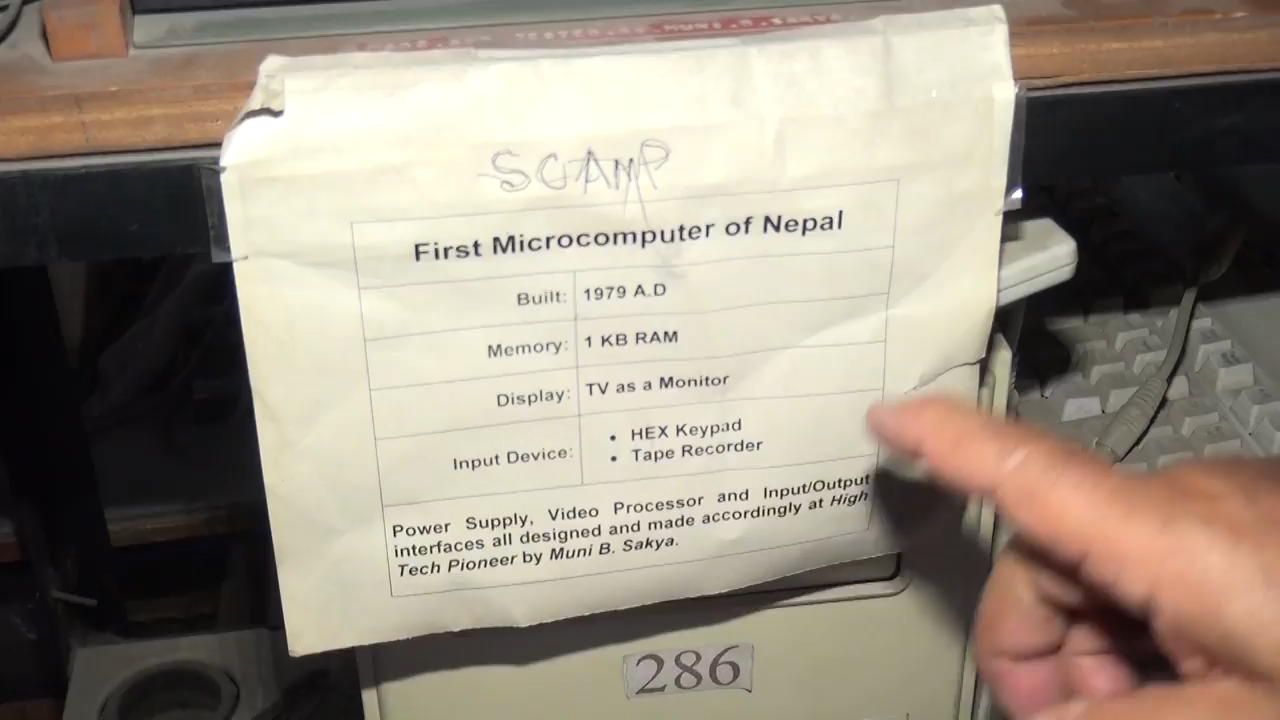 MUNI.B.SAKYA.
SCAMP
First Microcomputer of Nepal
Built: 1979 A.D
Memory: 1 KB RAM
Display: TV as a Monitor
Input Device:
• HEX Keypad
• Tape Recorder
Power Supply, Video Processor and Input/Output
interfaces all designed and made accordingly at High
Tech Pioneer by Muni B. Sakya.
286